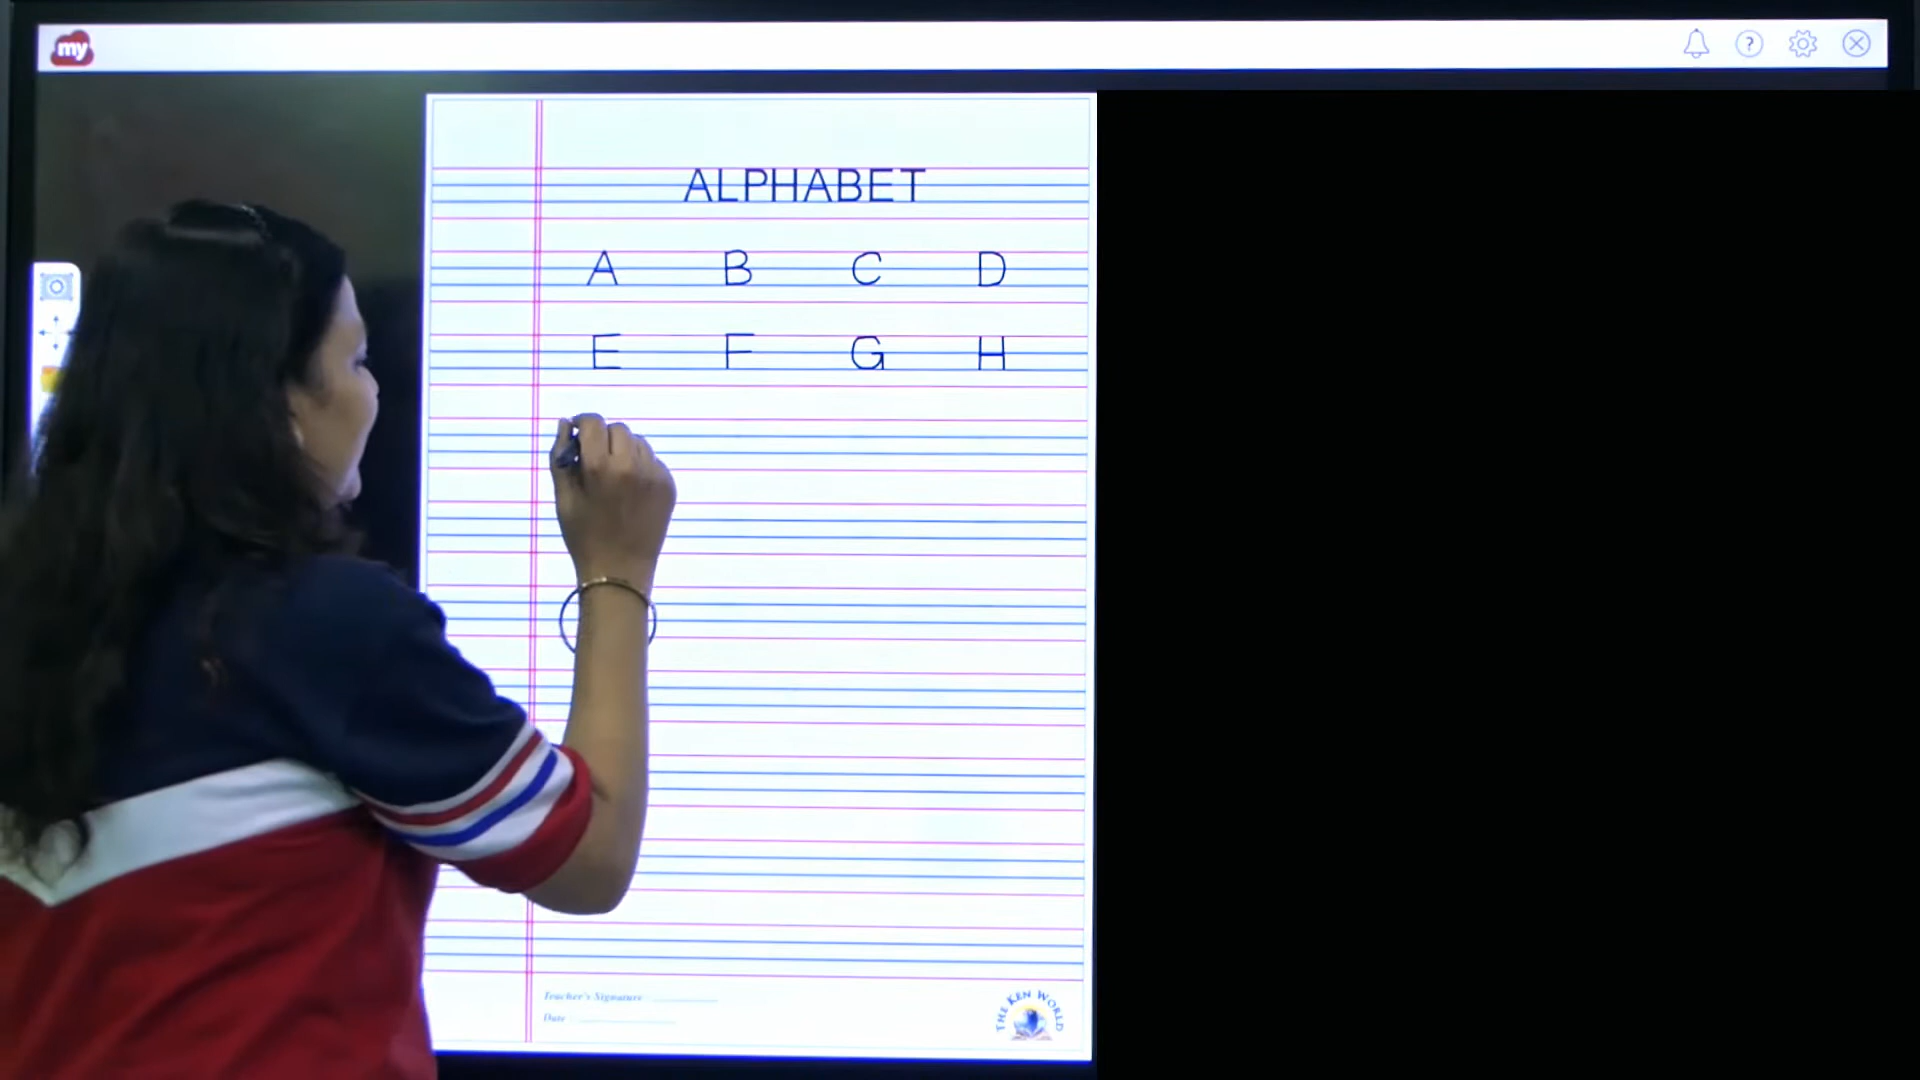 my
ALPHABET
A B C D
E F G H
Teacher's Signature
Date
THE KEN WORLD